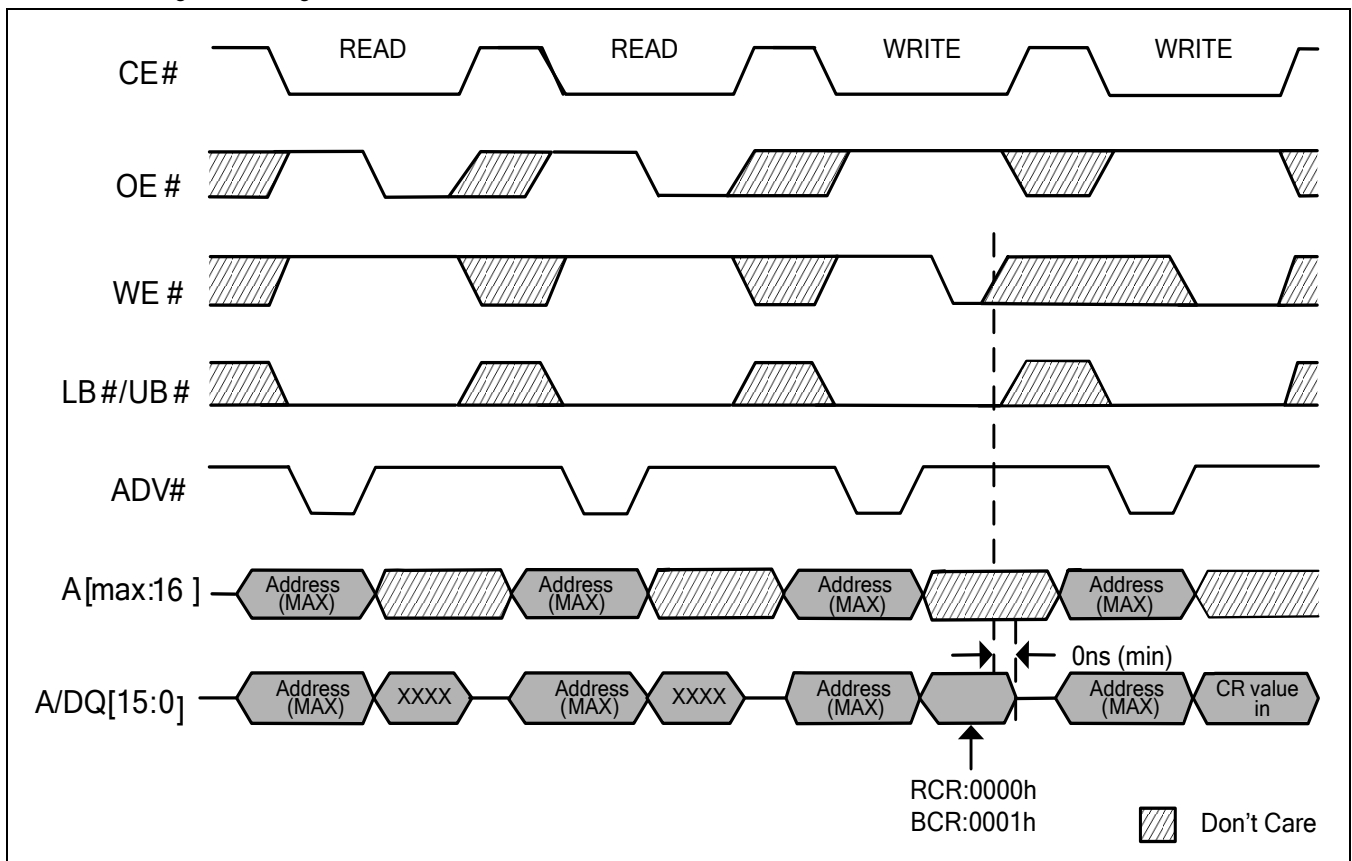 CE# READ READ WRITE WRITE
OE #
WE #
LB #/UB #
ADV#
A[max:16 ] Address (MAX) Address (MAX) Address (MAX) Address (MAX)
0ns (min)
A/DQ[15:0] Address (MAX) XXXX Address (MAX) XXXX Address (MAX) Address (MAX) CR value in
RCR:0000h
BCR:0001h
Don't Care